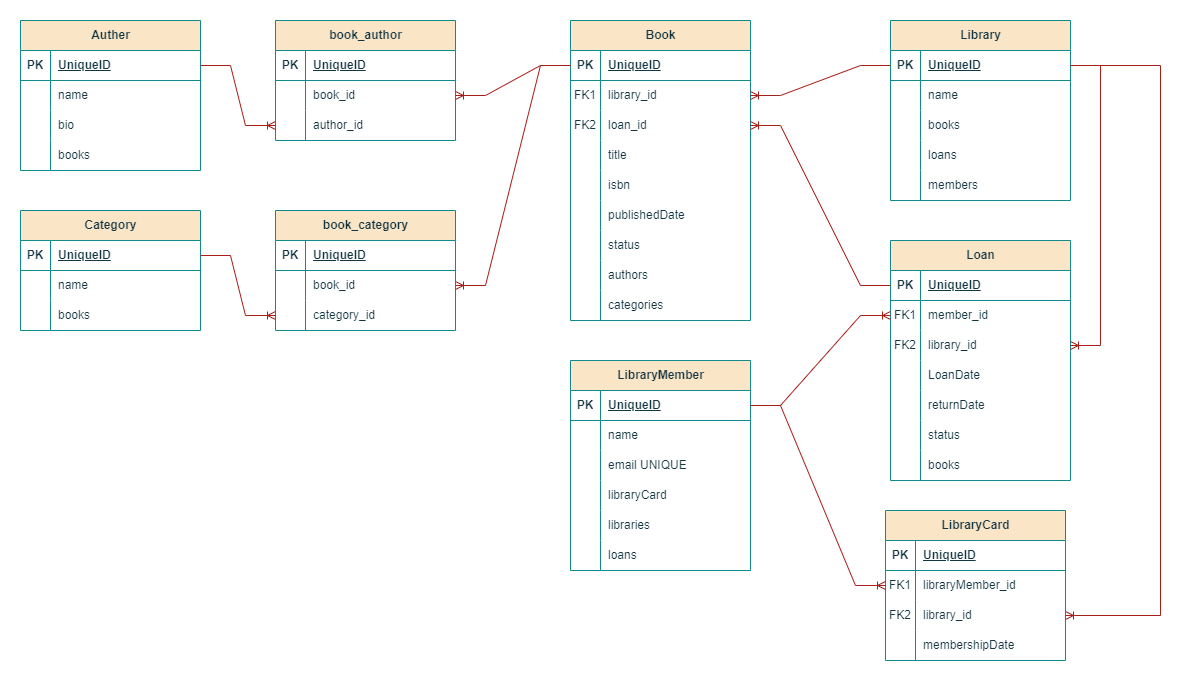 Auther
PK UniqueID
name
bio
books
book_author
PK UniqueID
book_id
author_id
Book
PK UniqueID
FK1 library_id
FK2 loan_id
title
isbn
publishedDate
status
authors
categories
Library
PK UniqueID
name
books
loans
members
Category
PK UniqueID
name
books
book_category
PK UniqueID
book_id
category_id
Loan
PK UniqueID
FK1 member_id
FK2 library_id
LoanDate
returnDate
status
books
LibraryMember
PK UniqueID
name
email UNIQUE
libraryCard
libraries
loans
LibraryCard
PK UniqueID
FK1 libraryMember_id
FK2 library_id
membershipDate